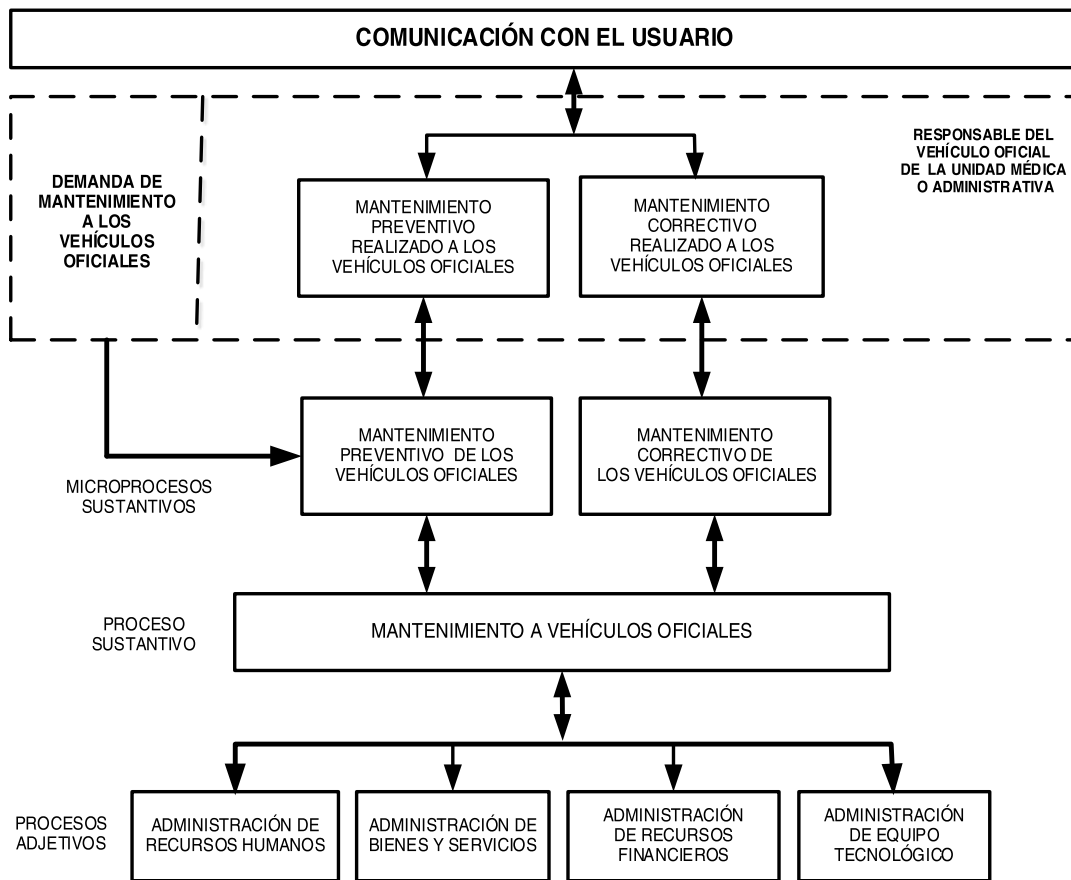 COMUNICACIÓN CON EL USUARIO
DEMANDA DE
MANTENIMIENTO
A LOS
VEHÍCULOS
OFICIALES
RESPONSABLE DEL
VEHÍCULO OFICIAL
DE LA UNIDAD MÉDICA
O ADMINISTRATIVA
MANTENIMIENTO
PREVENTIVO
REALIZADO A LOS
VEHÍCULOS OFICIALES
MANTENIMIENTO
CORRECTIVO
REALIZADO A LOS
VEHÍCULOS OFICIALES
MANTENIMIENTO
PREVENTIVO DE LOS
VEHÍCULOS OFICIALES
MANTENIMIENTO
CORRECTIVO DE
LOS VEHÍCULOS OFICIALES
MICROPROCESOS
SUSTANTIVOS
PROCESO
SUSTANTIVO
MANTENIMIENTO A VEHÍCULOS OFICIALES
PROCESOS
ADJETIVOS
ADMINISTRACIÓN DE
RECURSOS HUMANOS
ADMINISTRACIÓN DE
BIENES Y SERVICIOS
ADMINISTRACIÓN
DE RECURSOS
FINANCIEROS
ADMINISTRACIÓN
DE EQUIPO
TECNOLÓGICO